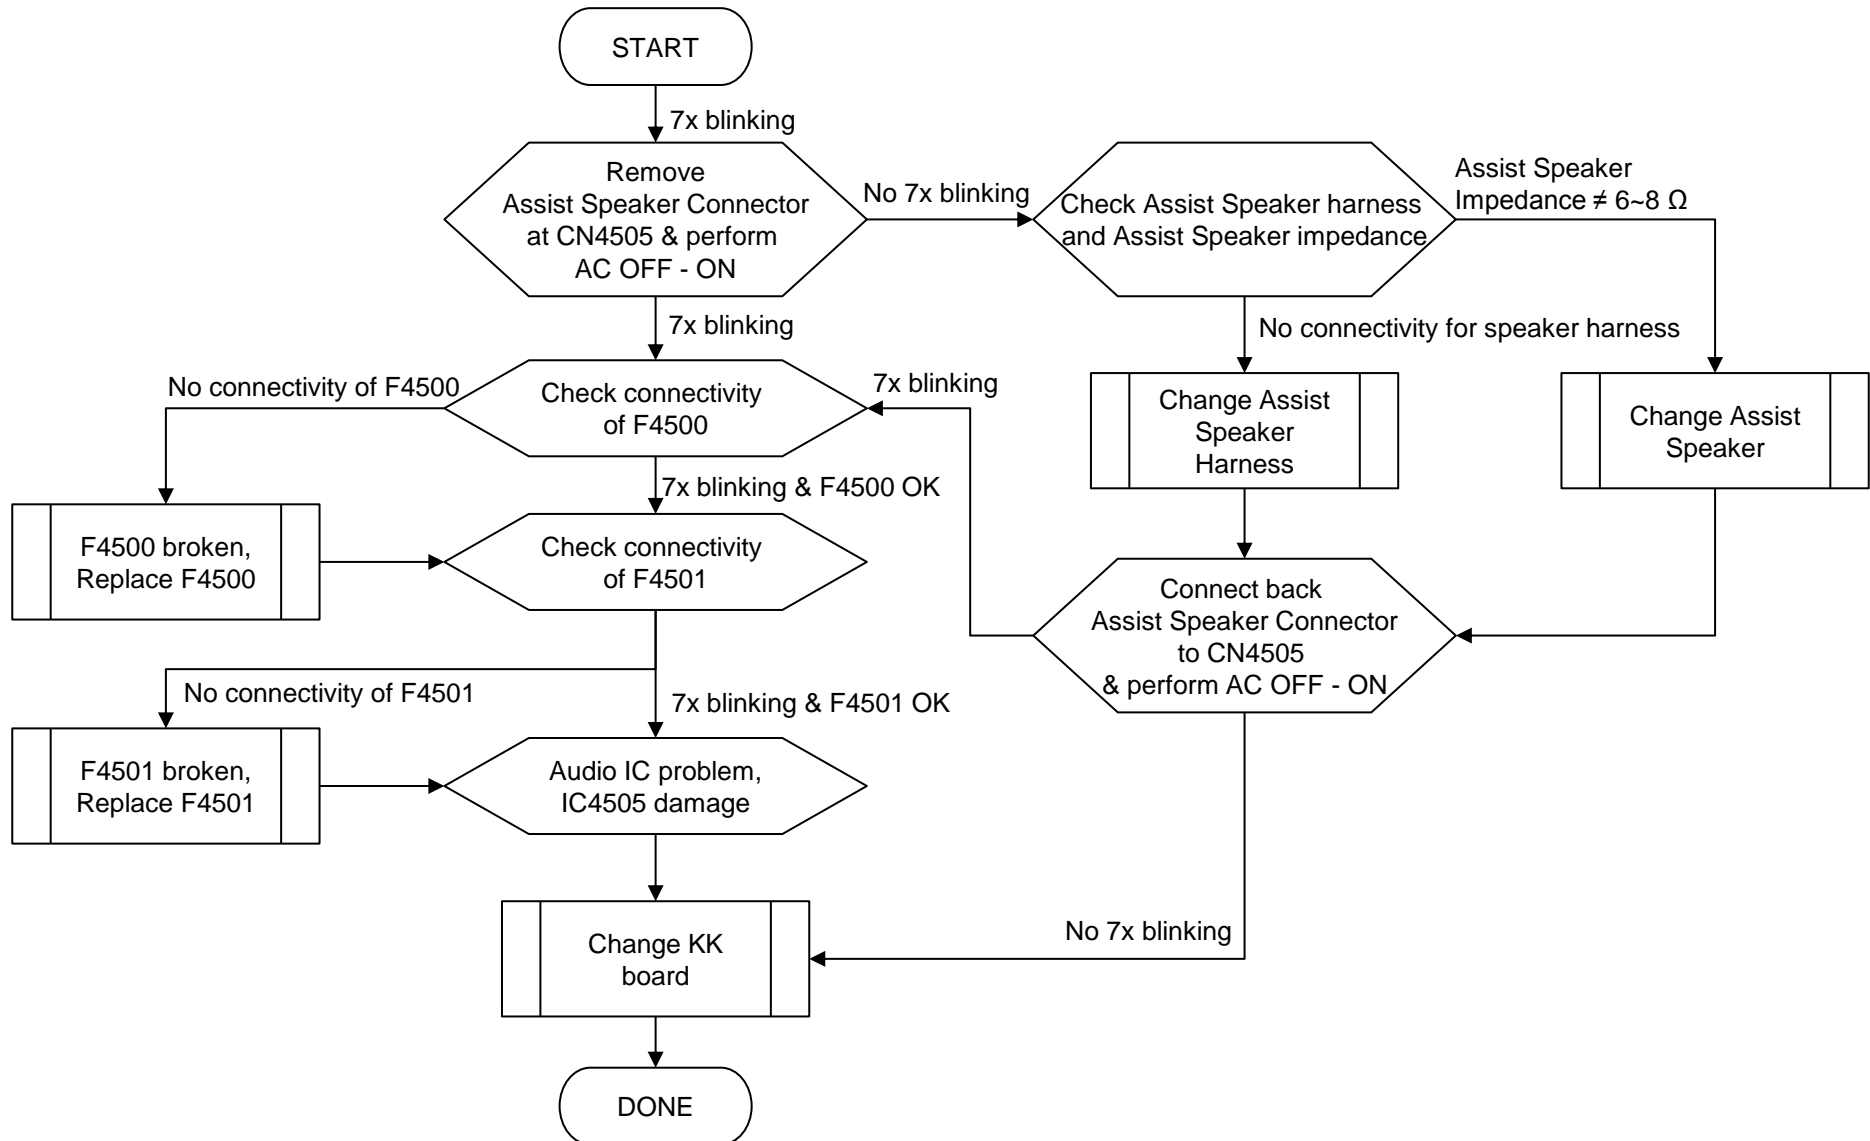 START
7x blinking
Remove
Assist Speaker Connector
at CN4505 & perform
AC OFF - ON
No 7x blinking
Check Assist Speaker harness
and Assist Speaker impedance
Assist Speaker
Impedance ≠ 6~8 Ω
7x blinking
No connectivity for speaker harness
No connectivity of F4500
Check connectivity
of F4500
7x blinking
Change Assist
Speaker
Harness
Change Assist
Speaker
7x blinking & F4500 OK
F4500 broken,
Replace F4500
Check connectivity
of F4501
Connect back
Assist Speaker Connector
to CN4505
& perform AC OFF - ON
No connectivity of F4501
7x blinking & F4501 OK
F4501 broken,
Replace F4501
Audio IC problem,
IC4505 damage
No 7x blinking
Change KK
board
DONE